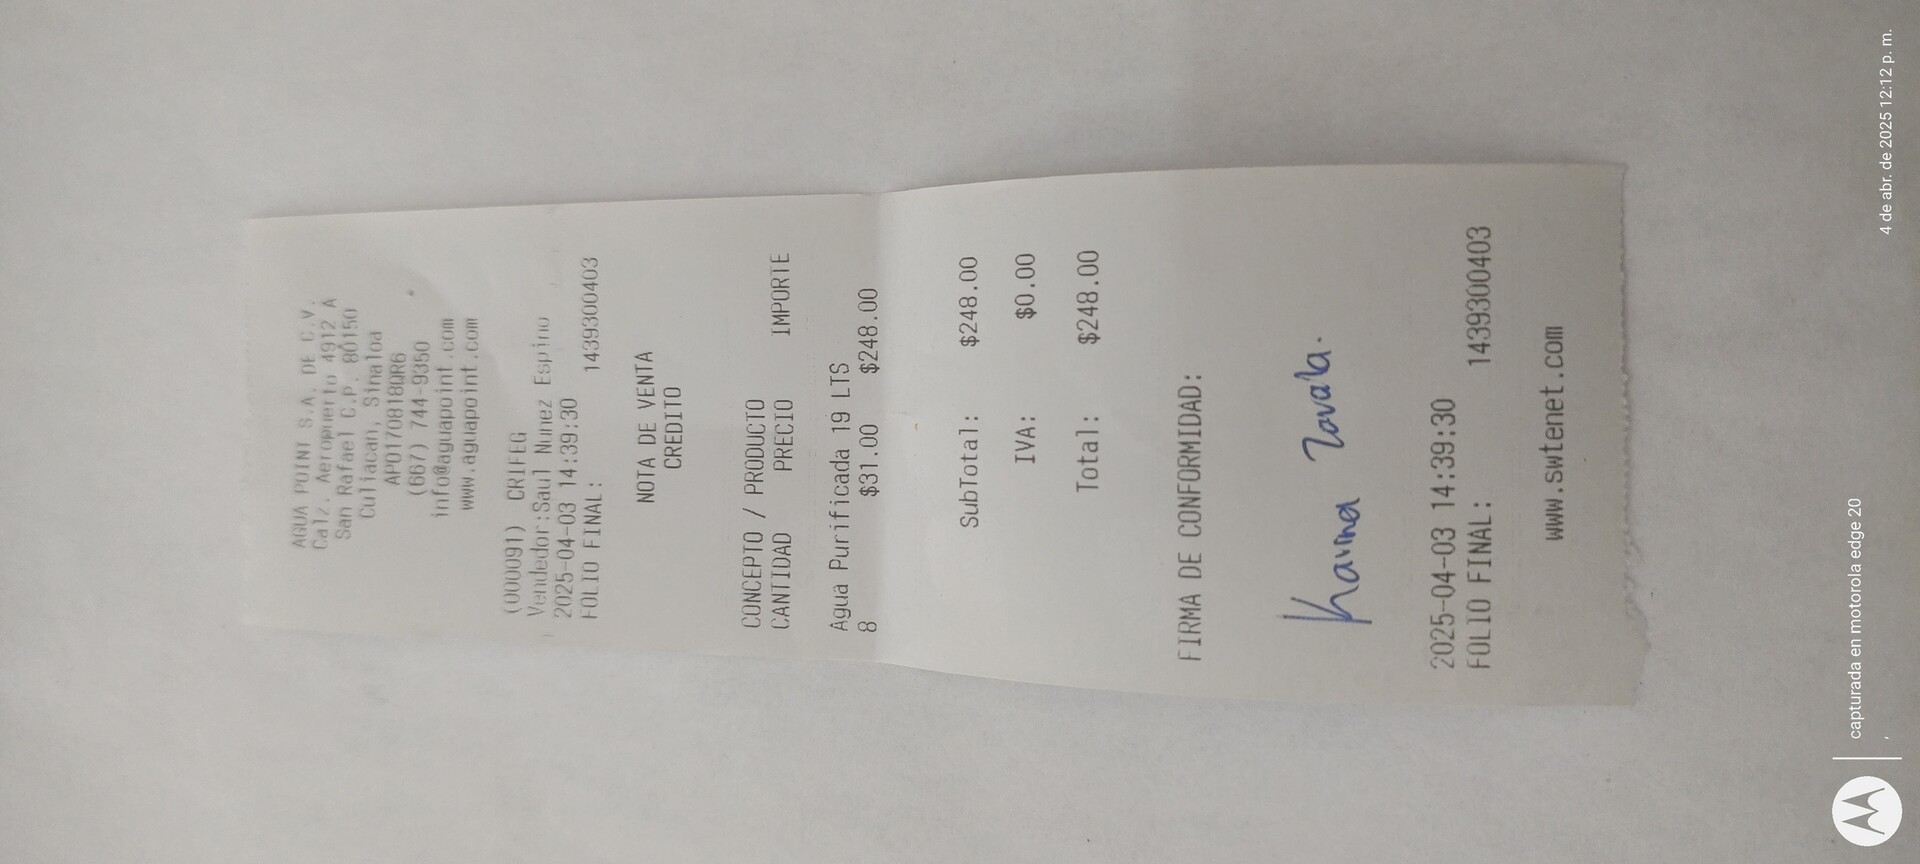 AGUA POINT S.A. DE C.V.
Calz. Aeropuerto 4912 A
San Rafael C.P. 80150
Culiacan, Sinaloa
APO170818QR6
(667) 744-9350
info@aguapoint.com
www.aguapoint.com
(000091) CRIFEG
Vendedor:Saul Nunez Espino
2025-04-03 14:39:30
FOLIO FINAL: 1439300403
NOTA DE VENTA
CREDITO
CONCEPTO / PRODUCTO
CANTIDAD PRECIO IMPORTE
Agua Purificada 19 LTS
8 $31.00 $248.00
SubTotal: $248.00
IVA: $0.00
Total: $248.00
FIRMA DE CONFORMIDAD:
Karina Zavala.
2025-04-03 14:39:30
FOLIO FINAL: 1439300403
www.swtenet.com
capturada en motorola edge 20
4 de abr. de 2025 12:12 p. m.